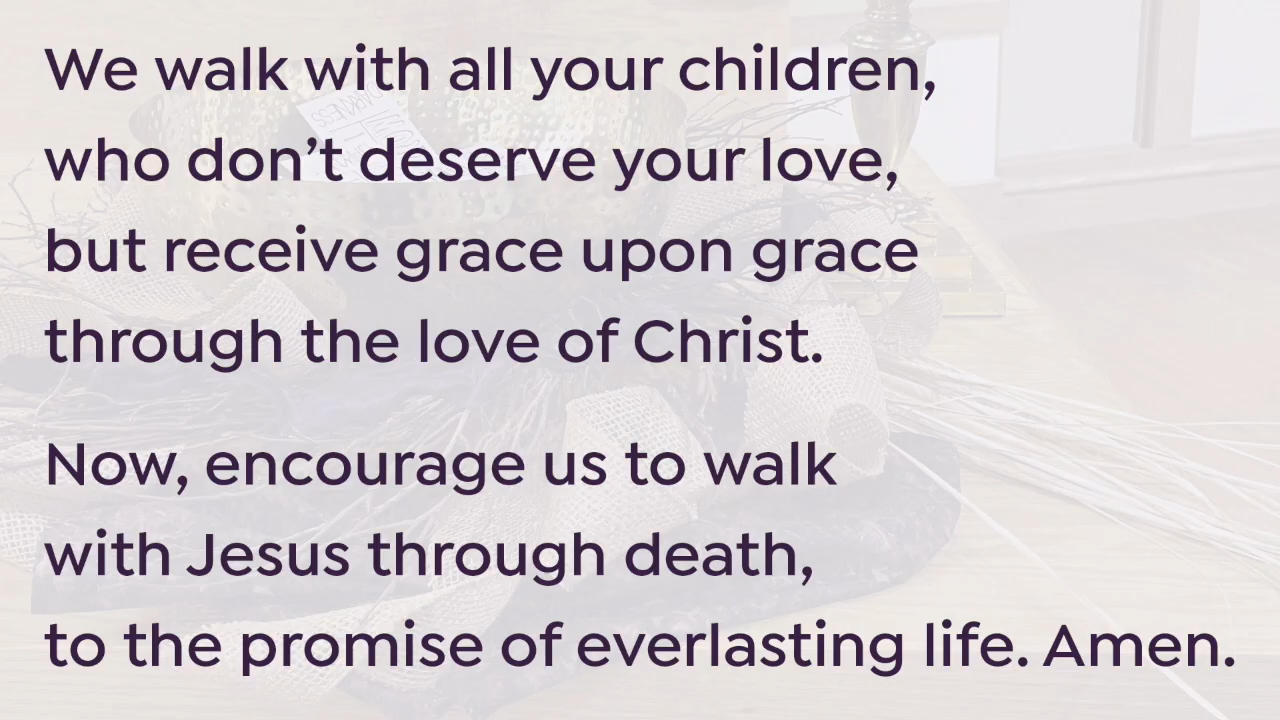 We walk with all your children,
who don’t deserve your love,
but receive grace upon grace
through the love of Christ.
Now, encourage us to walk
with Jesus through death,
to the promise of everlasting life. Amen.
DARKNESS